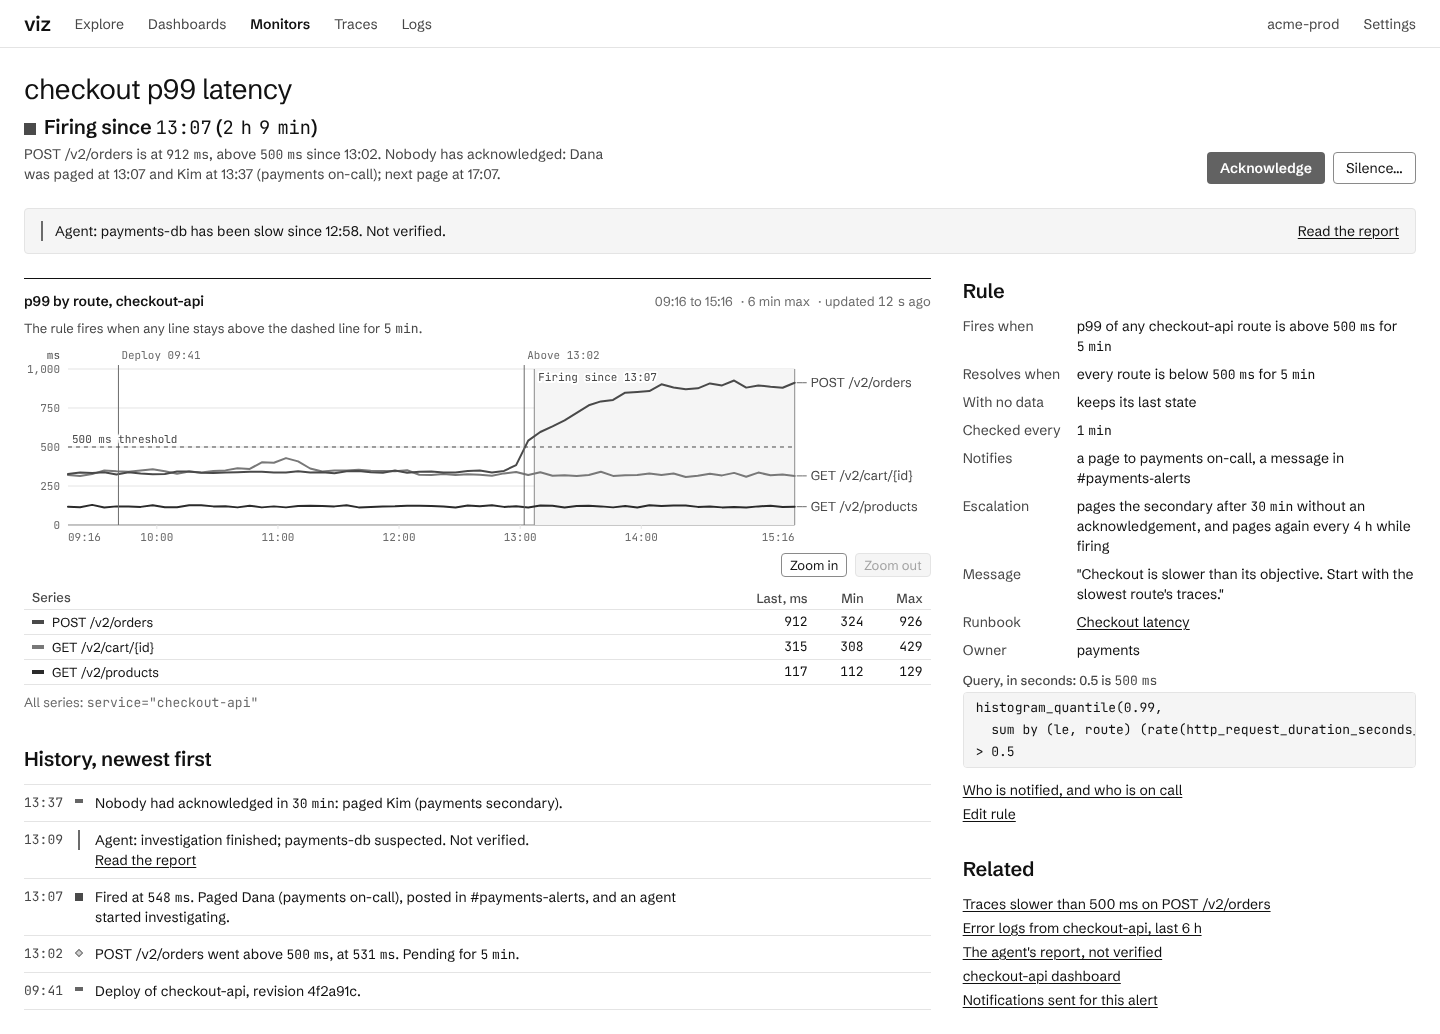 viz Explore Dashboards Monitors Traces Logs acme-prod Settings
checkout p99 latency
Firing since 13:07 (2 h 9 min)
POST /v2/orders is at 912 ms, above 500 ms since 13:02. Nobody has acknowledged: Dana
was paged at 13:07 and Kim at 13:37 (payments on-call); next page at 17:07.
Acknowledge Silence…
Agent: payments-db has been slow since 12:58. Not verified. Read the report
p99 by route, checkout-api 09:16 to 15:16 · 6 min max · updated 12 s ago
The rule fires when any line stays above the dashed line for 5 min.
ms Deploy 09:41 Above 13:02
1,000
Firing since 13:07
POST /v2/orders
750
500 ms threshold
500
GET /v2/cart/{id}
250
GET /v2/products
0
09:16 10:00 11:00 12:00 13:00 14:00 15:16
Zoom in Zoom out
Series Last, ms Min Max
POST /v2/orders 912 324 926
GET /v2/cart/{id} 315 308 429
GET /v2/products 117 112 129
All series: service="checkout-api"
History, newest first
13:37 Nobody had acknowledged in 30 min: paged Kim (payments secondary).
13:09 Agent: investigation finished; payments-db suspected. Not verified.
Read the report
13:07 Fired at 548 ms. Paged Dana (payments on-call), posted in #payments-alerts, and an agent
started investigating.
13:02 POST /v2/orders went above 500 ms, at 531 ms. Pending for 5 min.
09:41 Deploy of checkout-api, revision 4f2a91c.
Rule
Fires when p99 of any checkout-api route is above 500 ms for
5 min
Resolves when every route is below 500 ms for 5 min
With no data keeps its last state
Checked every 1 min
Notifies a page to payments on-call, a message in
#payments-alerts
Escalation pages the secondary after 30 min without an
acknowledgement, and pages again every 4 h while
firing
Message "Checkout is slower than its objective. Start with the
slowest route's traces."
Runbook Checkout latency
Owner payments
Query, in seconds: 0.5 is 500 ms
histogram_quantile(0.99,
sum by (le, route) (rate(http_request_duration_seconds_
> 0.5
Who is notified, and who is on call
Edit rule
Related
Traces slower than 500 ms on POST /v2/orders
Error logs from checkout-api, last 6 h
The agent's report, not verified
checkout-api dashboard
Notifications sent for this alert